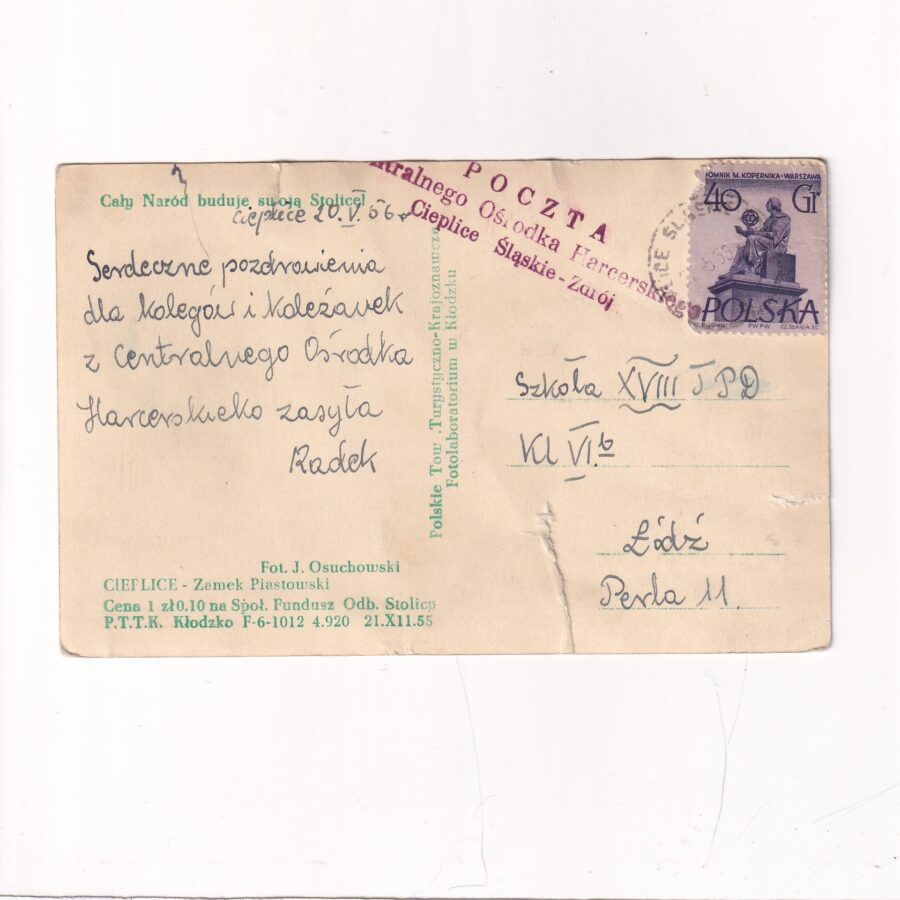 Cały Naród buduje swoją Stolicę!
Cieplice 20.V.56
Serdeczne pozdrowienia
dla kolegów i koleżanek
z Centralnego Ośrodka
Harcerskieko zasyła
Radek
Fot. J. Osuchowski
CIEPLICE - Zamek Piastowski
Cena 1 zł 0.10 na Społ. Fundusz Odb. Stolicy
P.T.T.K. Kłodzko F-6-1012 4.920 21.X11.55
Polskie Tow. Turystyczno-Krajoznawcze
Fotolaboratorium w Kłodzku
POCZTA
ntralnego Ośrodka Harcerskiego
Cieplice Śląskie-Zdrój
POMNIK M. KOPERNIKA-WARSZAWA
40 Gr
POLSKA
PWPW
Szkoła XVIII TPD
Kl VI.b
Łódź
Perla 11.